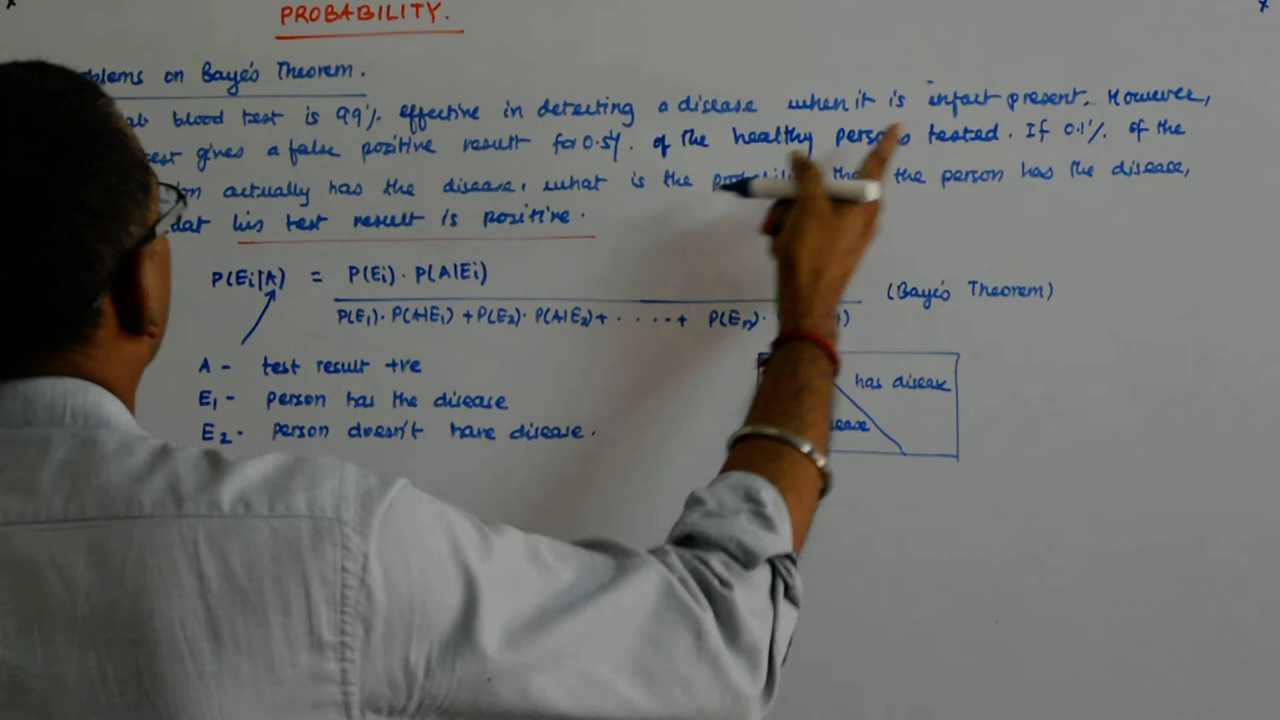 PROBABILITY.
blems on Baye's Theorem.
blood test is 99% effective in detecting a disease when it is infact present. However,
est gives a false positive result for 0.5% of the healthy persons tested. If 0.1% of the
actually has the disease, what is the the person has the disease,
his test result is positive.
P(Ei|A) = P(Ei) · P(A|Ei)
P(E1) · P(A|E1) + P(E2) · P(A|E2) + · · · · + P(En) ·
(Baye's Theorem)
A - test result +ve
has disease
E1 - person has the disease
ease
E2 - person doesn't have disease.